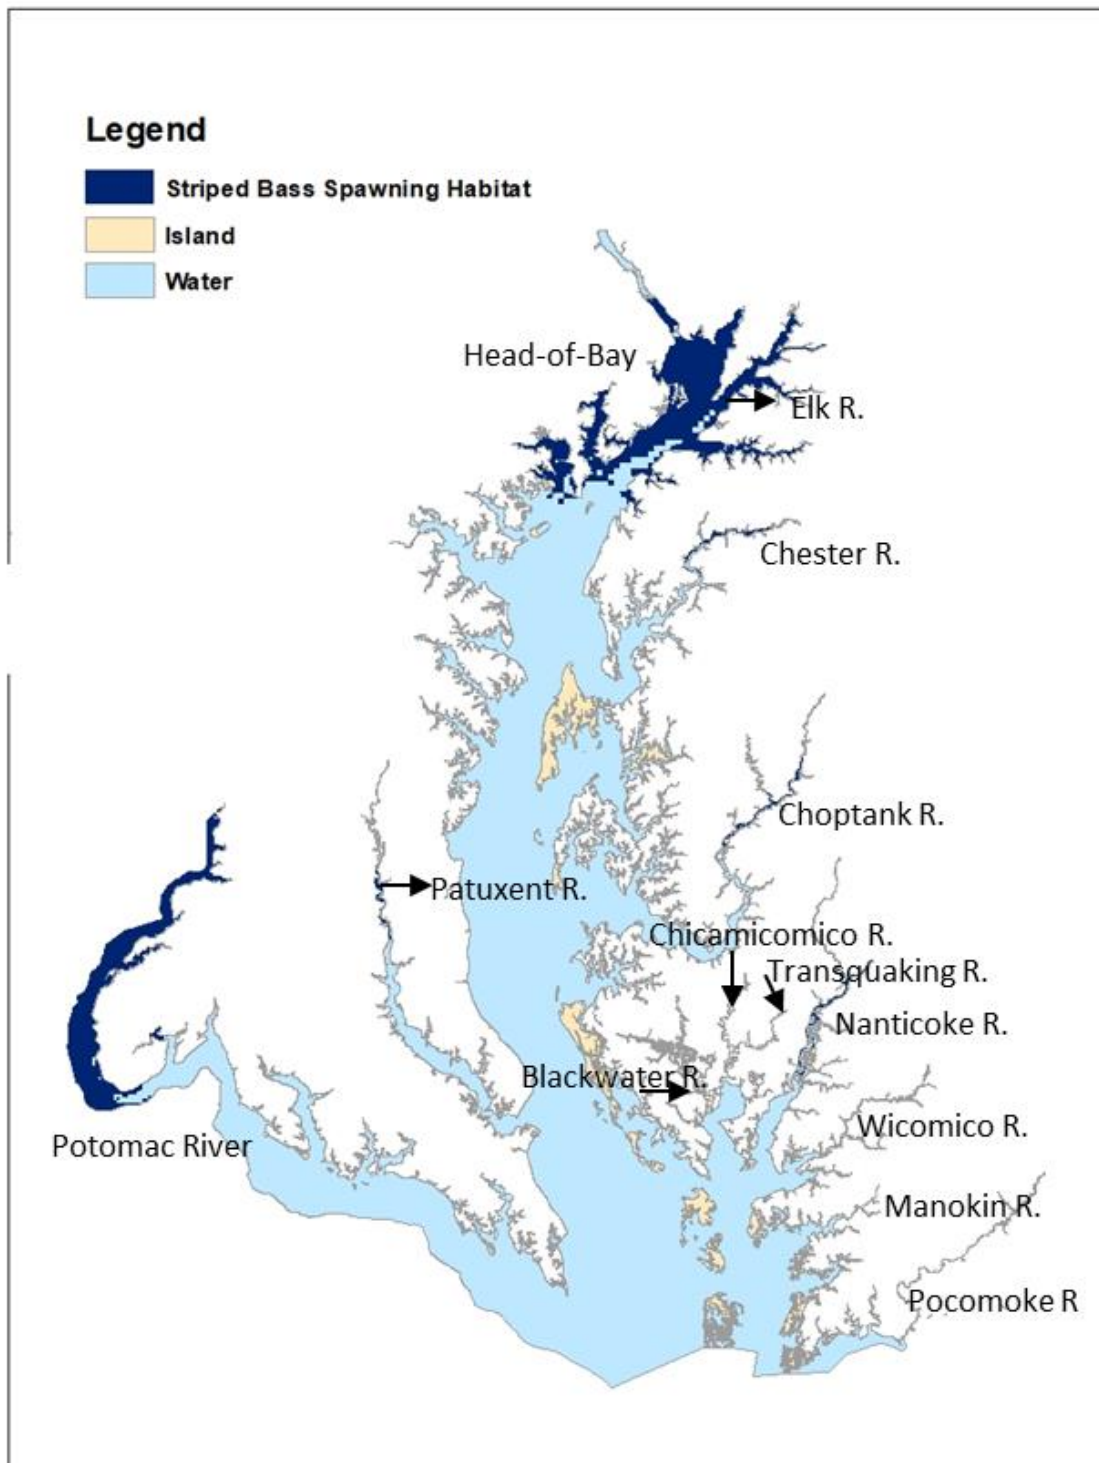 Legend
Striped Bass Spawning Habitat
Island
Water
Head-of-Bay
Elk R.
Chester R.
Choptank R.
Patuxent R.
Chicamicomico R.
Transquaking R.
Nanticoke R.
Blackwater R.
Wicomico R.
Potomac River
Manokin R.
Pocomoke R